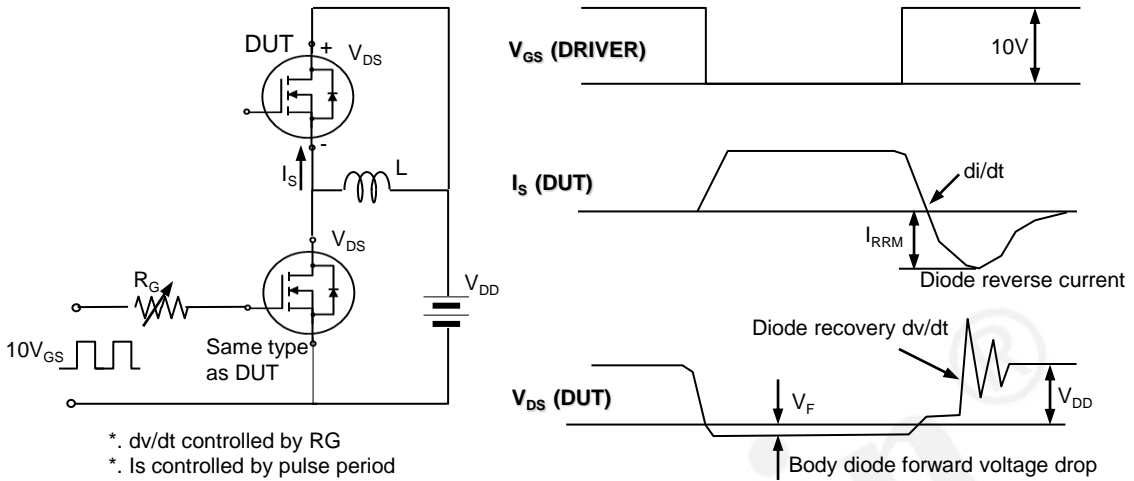 DUT
+
V_DS
-
I_S
L
V_DS
R_G
V_DD
10V_GS
Same type
as DUT
*. dv/dt controlled by RG
*. Is controlled by pulse period
V_GS (DRIVER)
10V
I_S (DUT)
di/dt
I_RRM
Diode reverse current
Diode recovery dv/dt
V_DS (DUT)
V_F
V_DD
Body diode forward voltage drop